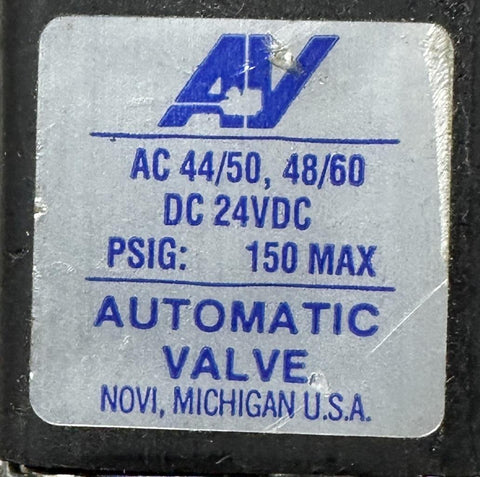 AV
AC 44/50, 48/60
DC 24VDC
PSIG: 150 MAX
AUTOMATIC
VALVE
NOVI, MICHIGAN U.S.A.